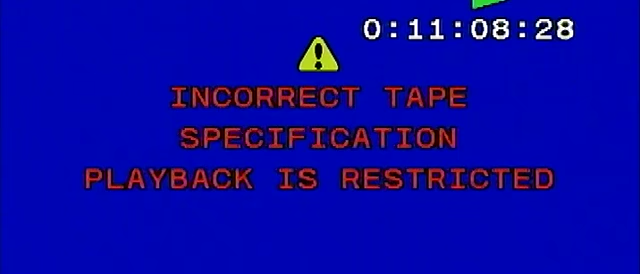 0:11:08:28
INCORRECT TAPE
SPECIFICATION
PLAYBACK IS RESTRICTED